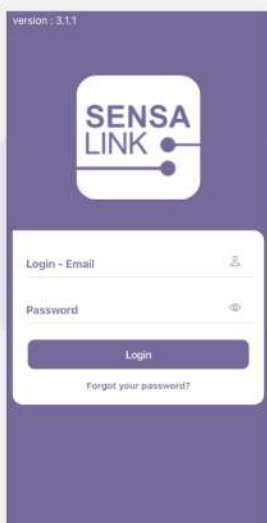 version : 3.1.1
SENSA
LINK
Login - Email
Password
Login
Forgot your password?